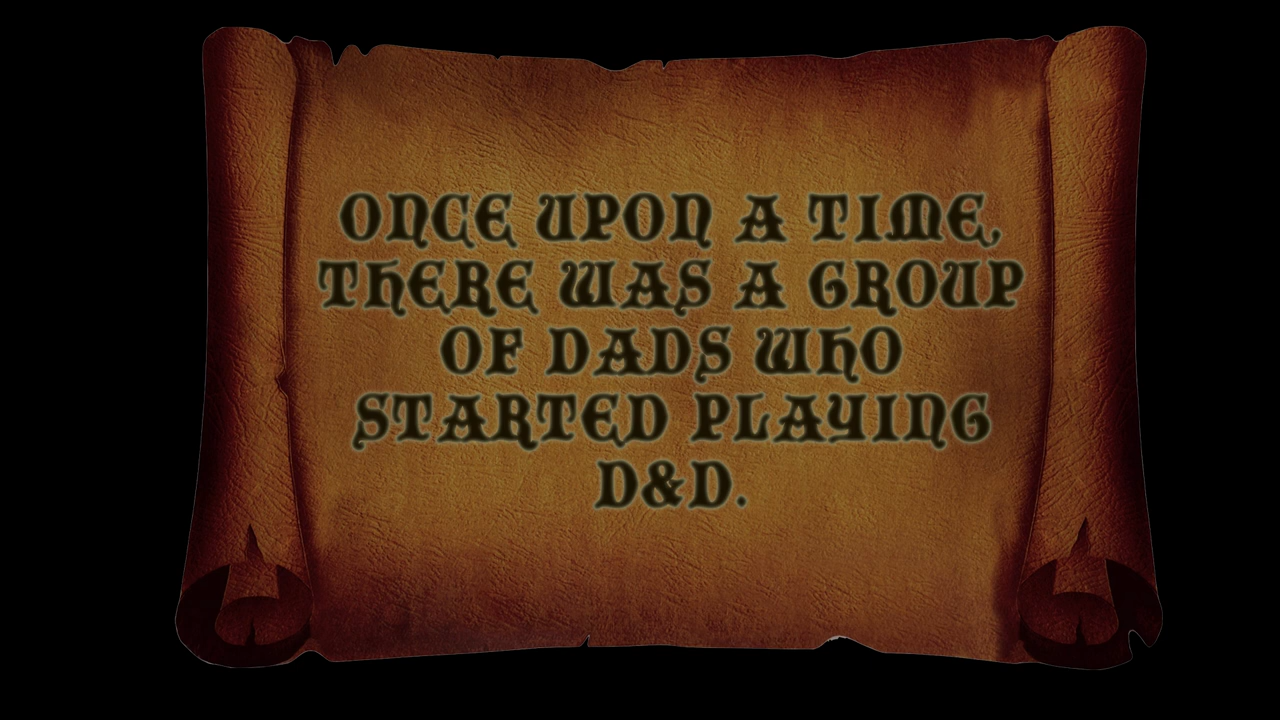 ONCE UPON A TIME,
THERE WAS A GROUP
OF DADS WHO
STARTED PLAYING
D&D.